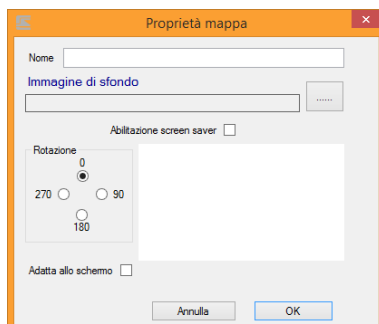 Proprietà mappa
Nome
Immagine di sfondo
......
Abilitazione screen saver
Rotazione
0
270
90
180
Adatta allo schermo
Annulla
OK